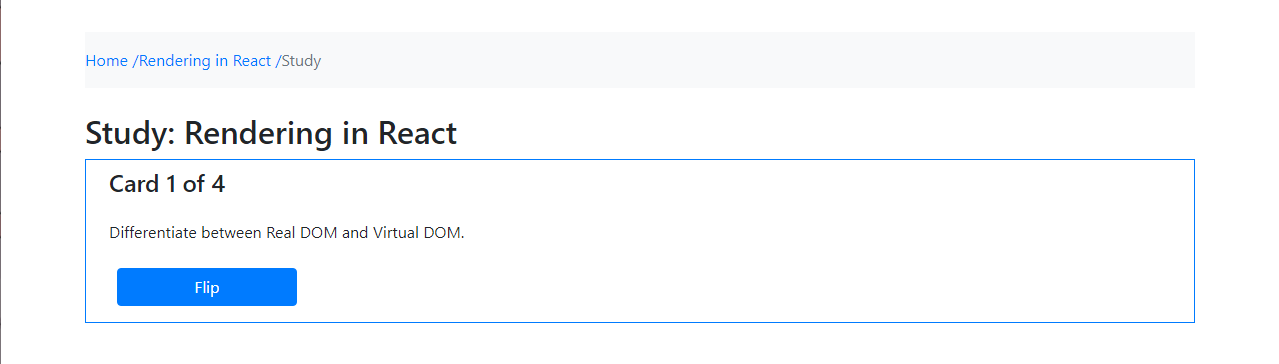 Home /Rendering in React /Study
Study: Rendering in React
Card 1 of 4
Differentiate between Real DOM and Virtual DOM.
Flip